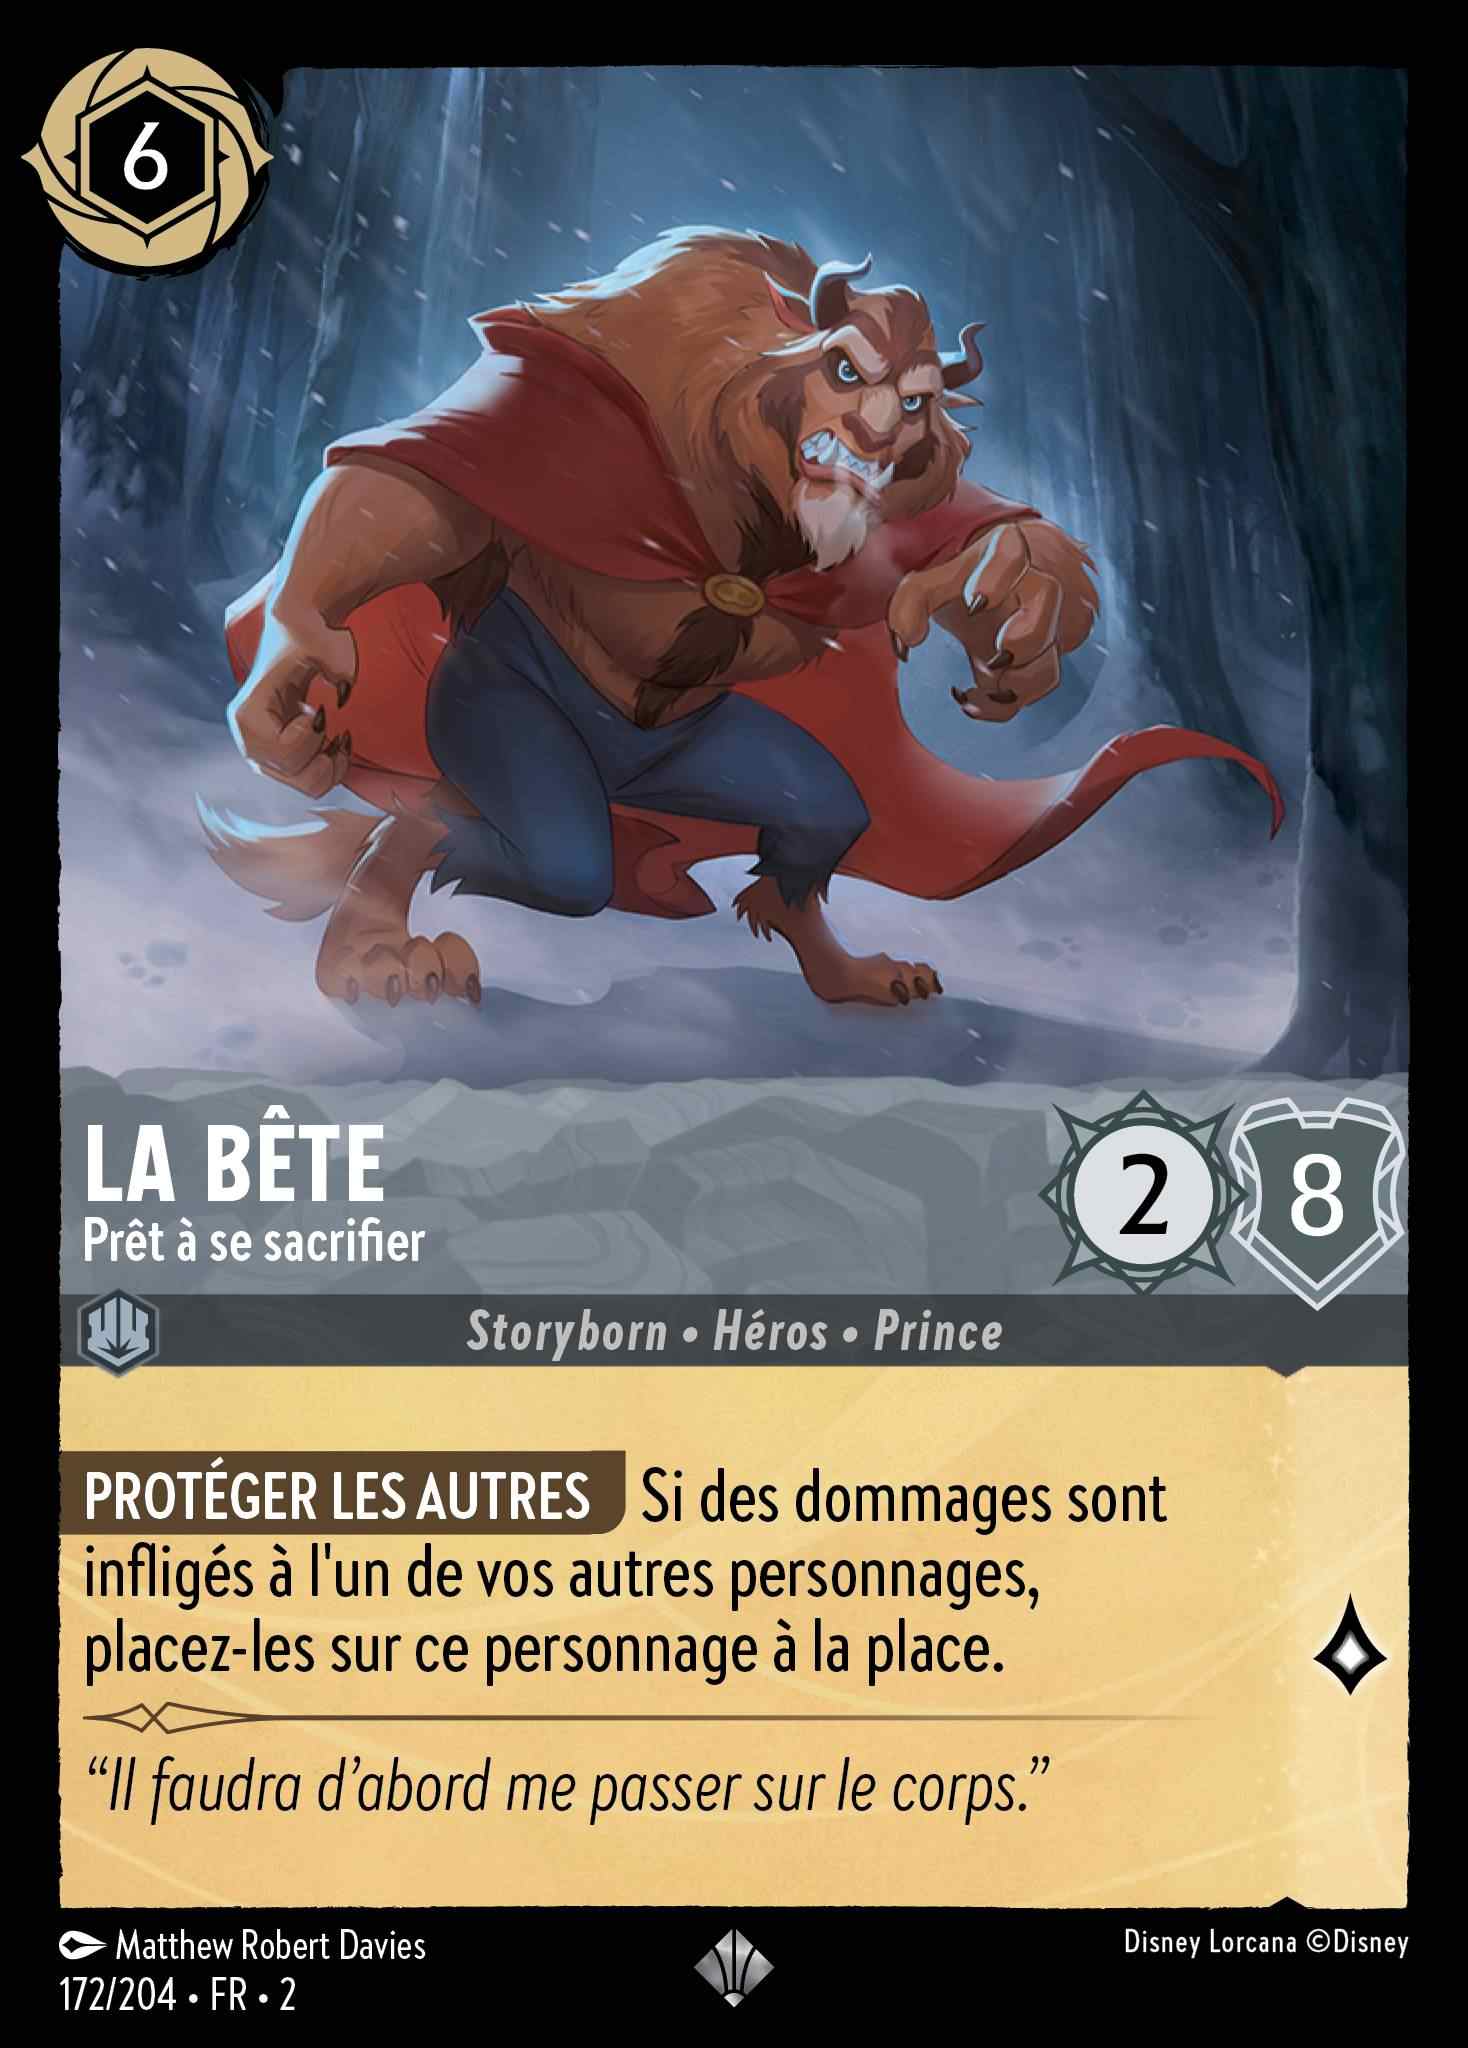 6
LA BÊTE
Prêt à se sacrifier
2
8
Storyborn • Héros • Prince
PROTÉGER LES AUTRES Si des dommages sont
infligés à l'un de vos autres personnages,
placez-les sur ce personnage à la place.
“Il faudra d’abord me passer sur le corps.”
Matthew Robert Davies
172/204 • FR • 2
Disney Lorcana ©Disney